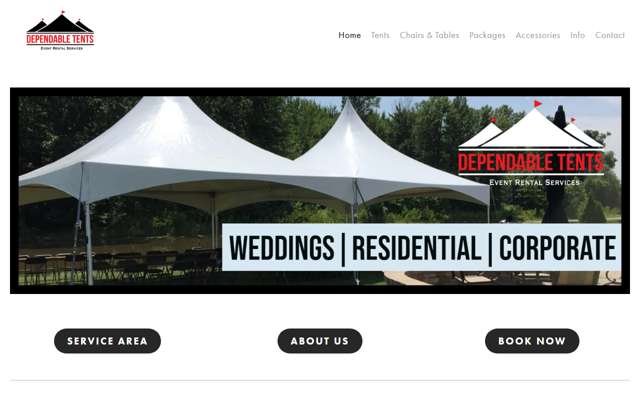 DEPENDABLE TENTS
EVENT RENTAL SERVICES
Home Tents Chairs & Tables Packages Accessories Info Contact
DEPENDABLE TENTS
EVENT RENTAL SERVICES
WEDDINGS | RESIDENTIAL | CORPORATE
SERVICE AREA ABOUT US BOOK NOW